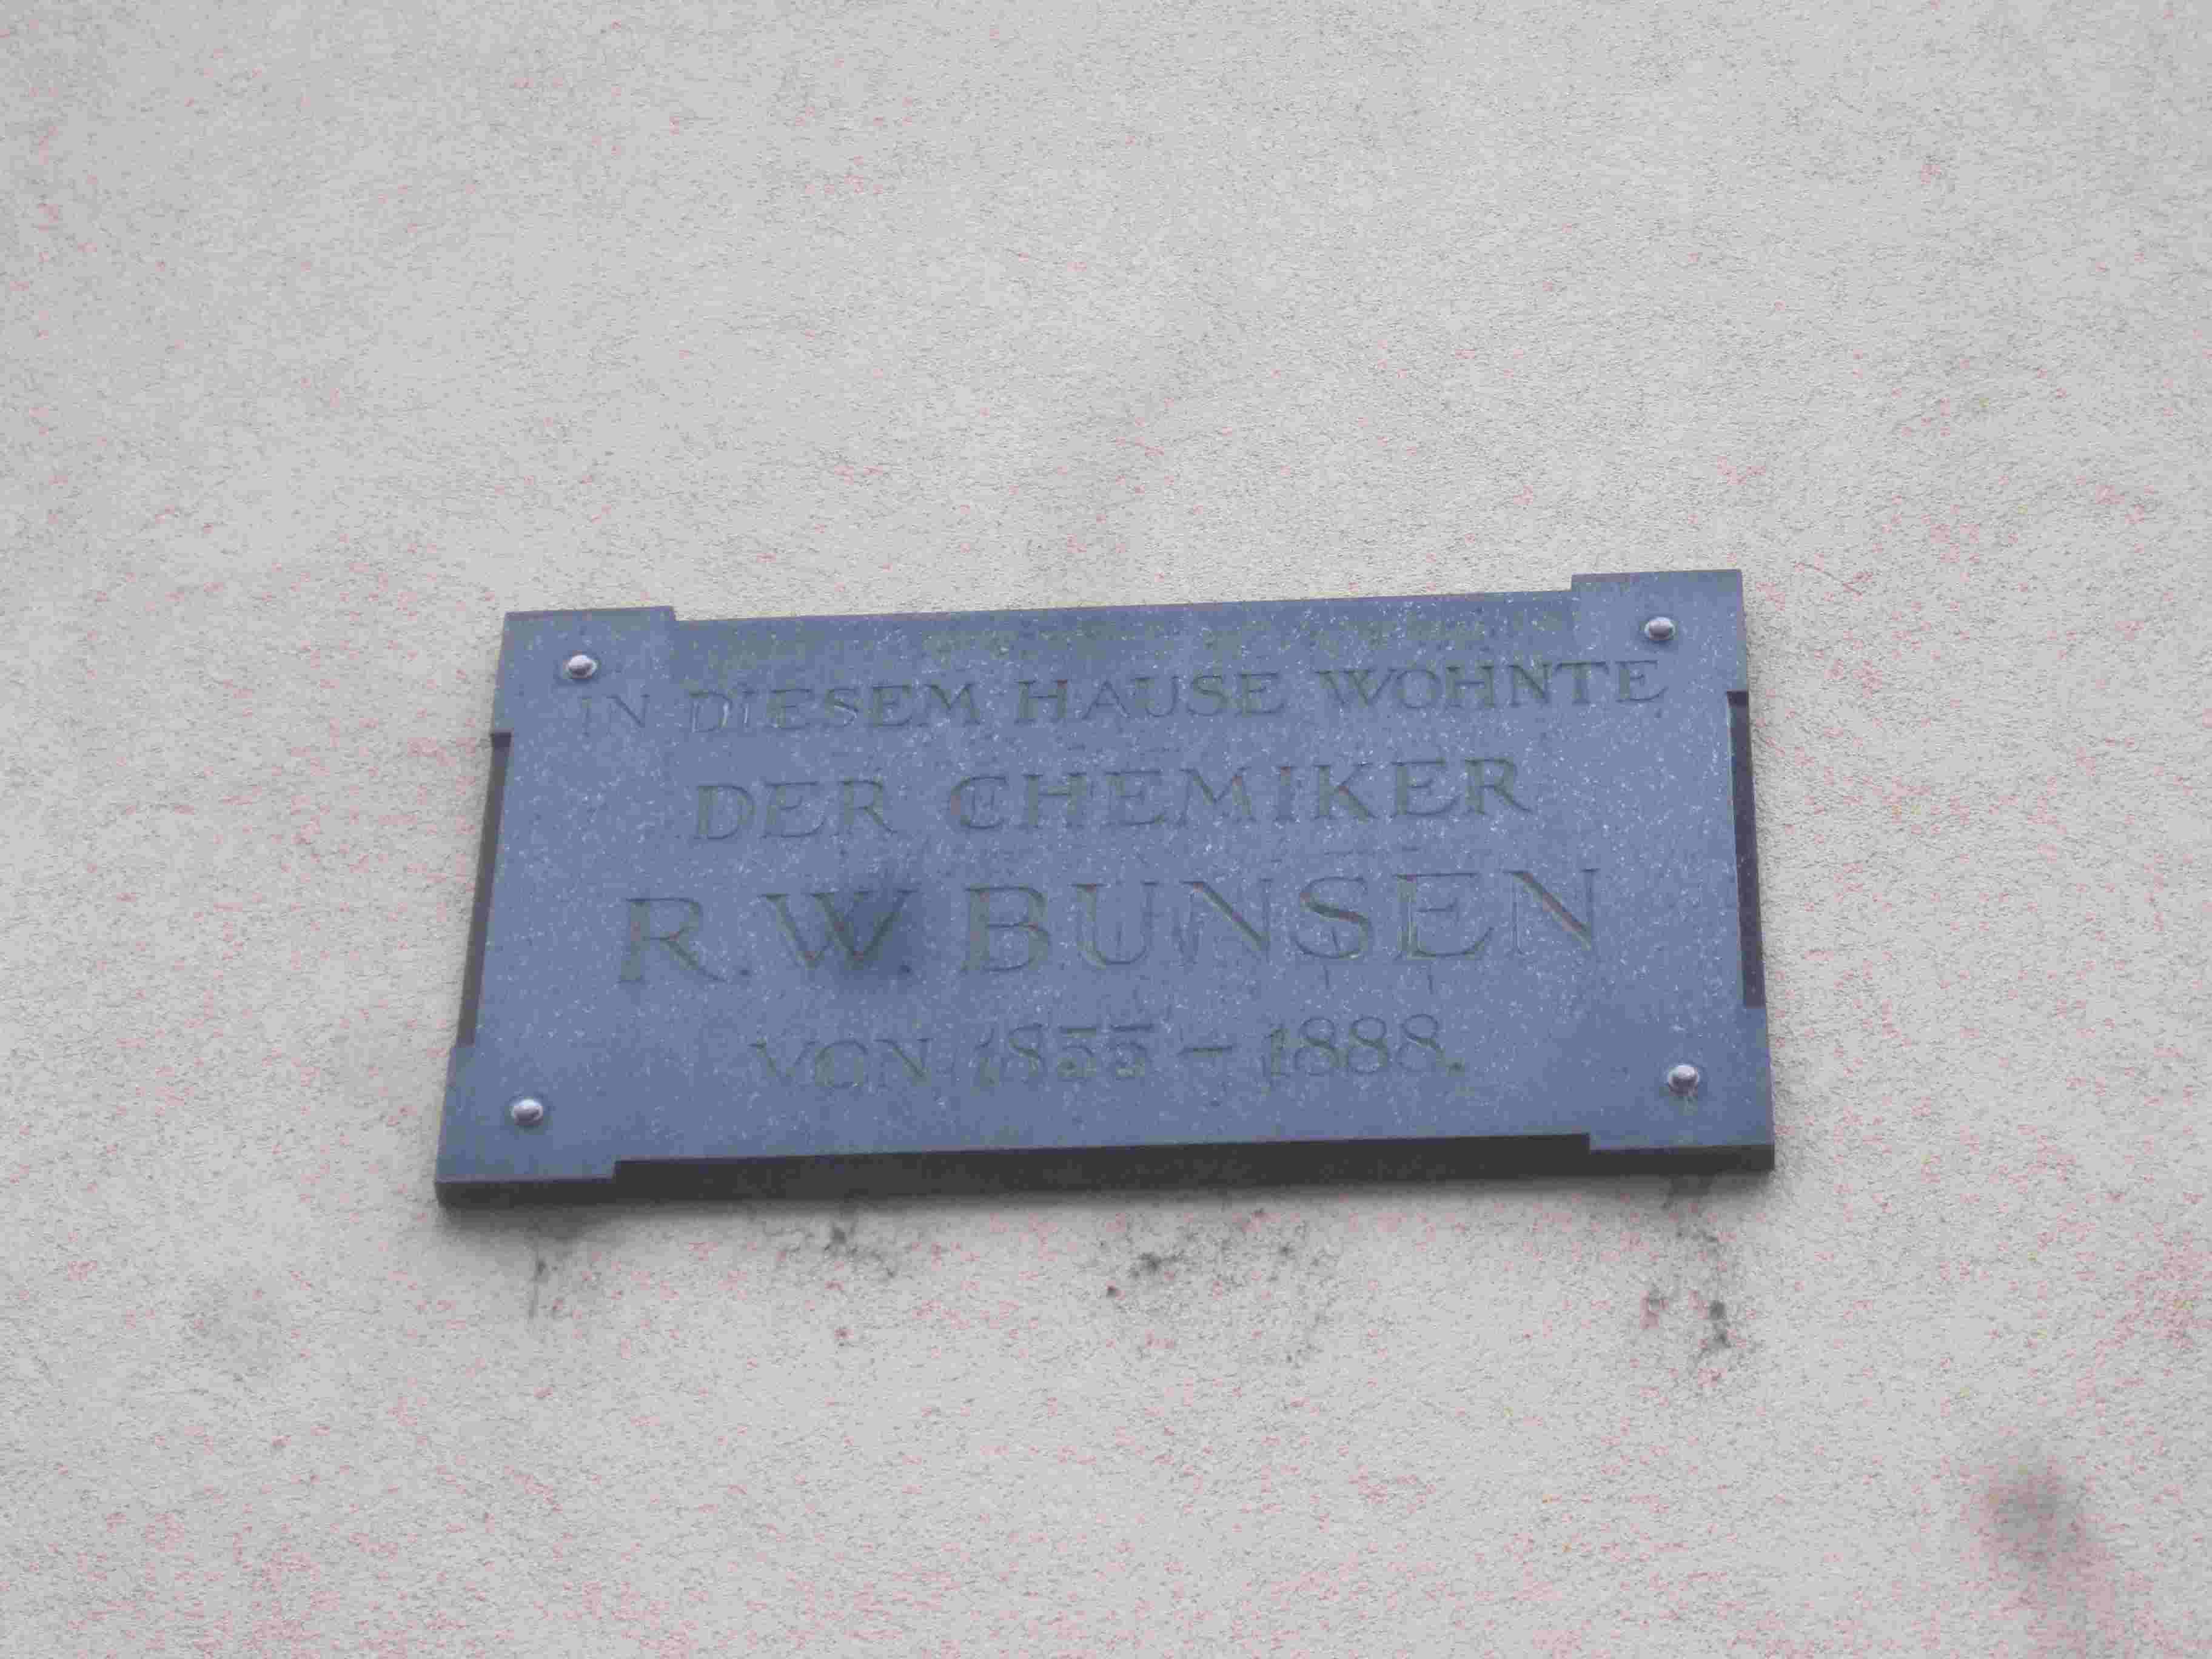 IN DIESEM HAUSE WOHNTE
DER CHEMIKER
R.W. BUNSEN
VON 1855 – 1888.